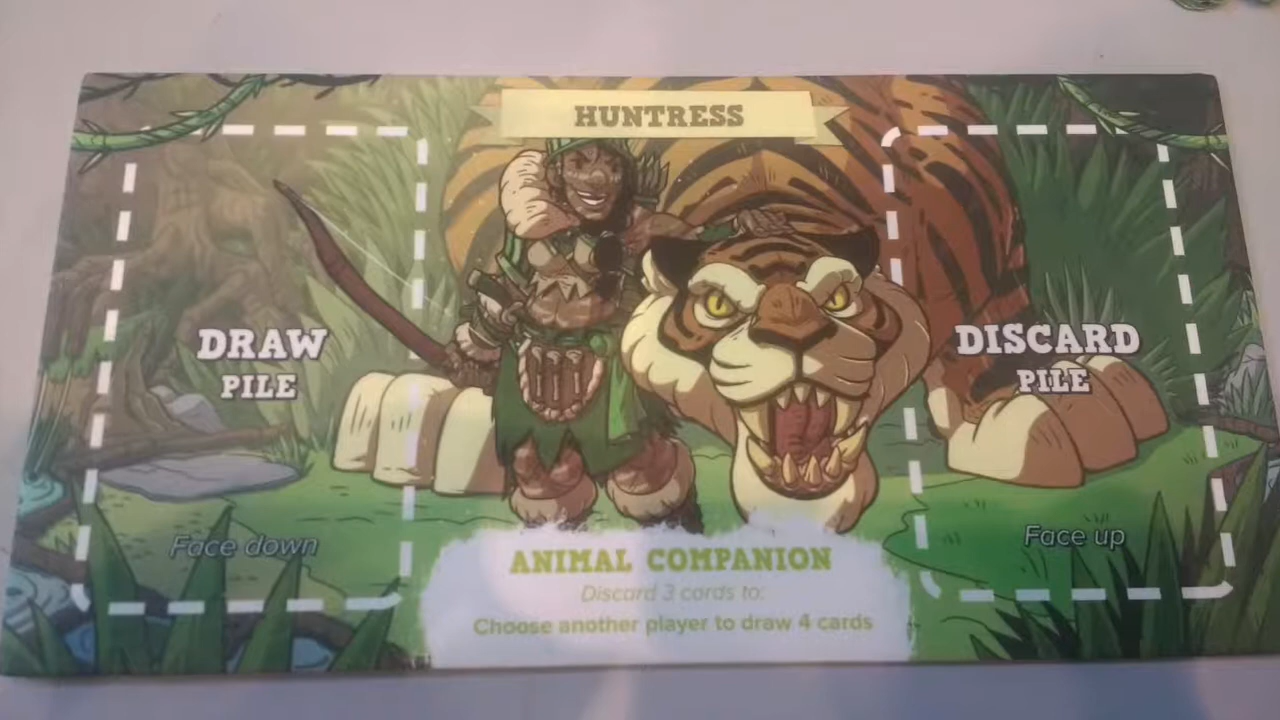 HUNTRESS
DRAW
PILE
DISCARD
PILE
Face down
Face up
ANIMAL COMPANION
Discard 3 cards to:
Choose another player to draw 4 cards